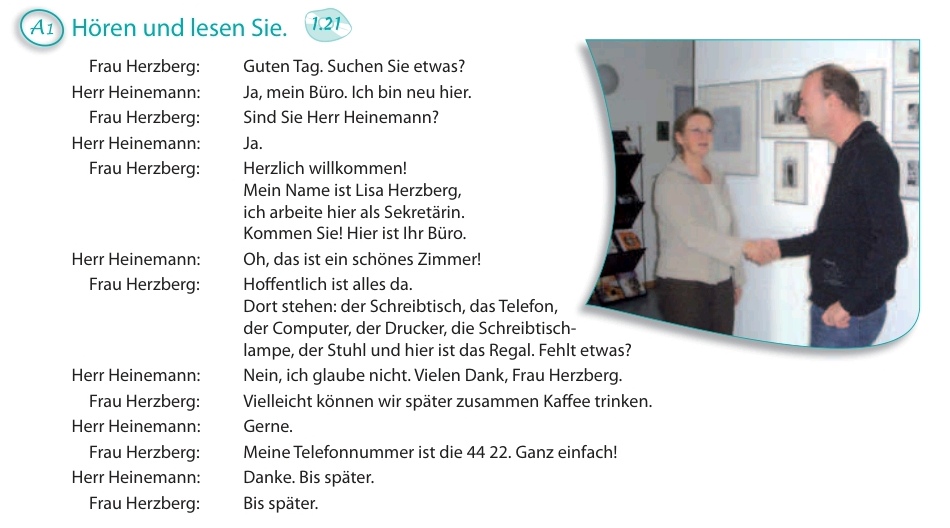 A1 Hören und lesen Sie. 1.21
Frau Herzberg: Guten Tag. Suchen Sie etwas?
Herr Heinemann: Ja, mein Büro. Ich bin neu hier.
Frau Herzberg: Sind Sie Herr Heinemann?
Herr Heinemann: Ja.
Frau Herzberg: Herzlich willkommen!
Mein Name ist Lisa Herzberg,
ich arbeite hier als Sekretärin.
Kommen Sie! Hier ist Ihr Büro.
Herr Heinemann: Oh, das ist ein schönes Zimmer!
Frau Herzberg: Hoffentlich ist alles da.
Dort stehen: der Schreibtisch, das Telefon,
der Computer, der Drucker, die Schreibtisch-
lampe, der Stuhl und hier ist das Regal. Fehlt etwas?
Herr Heinemann: Nein, ich glaube nicht. Vielen Dank, Frau Herzberg.
Frau Herzberg: Vielleicht können wir später zusammen Kaffee trinken.
Herr Heinemann: Gerne.
Frau Herzberg: Meine Telefonnummer ist die 44 22. Ganz einfach!
Herr Heinemann: Danke. Bis später.
Frau Herzberg: Bis später.